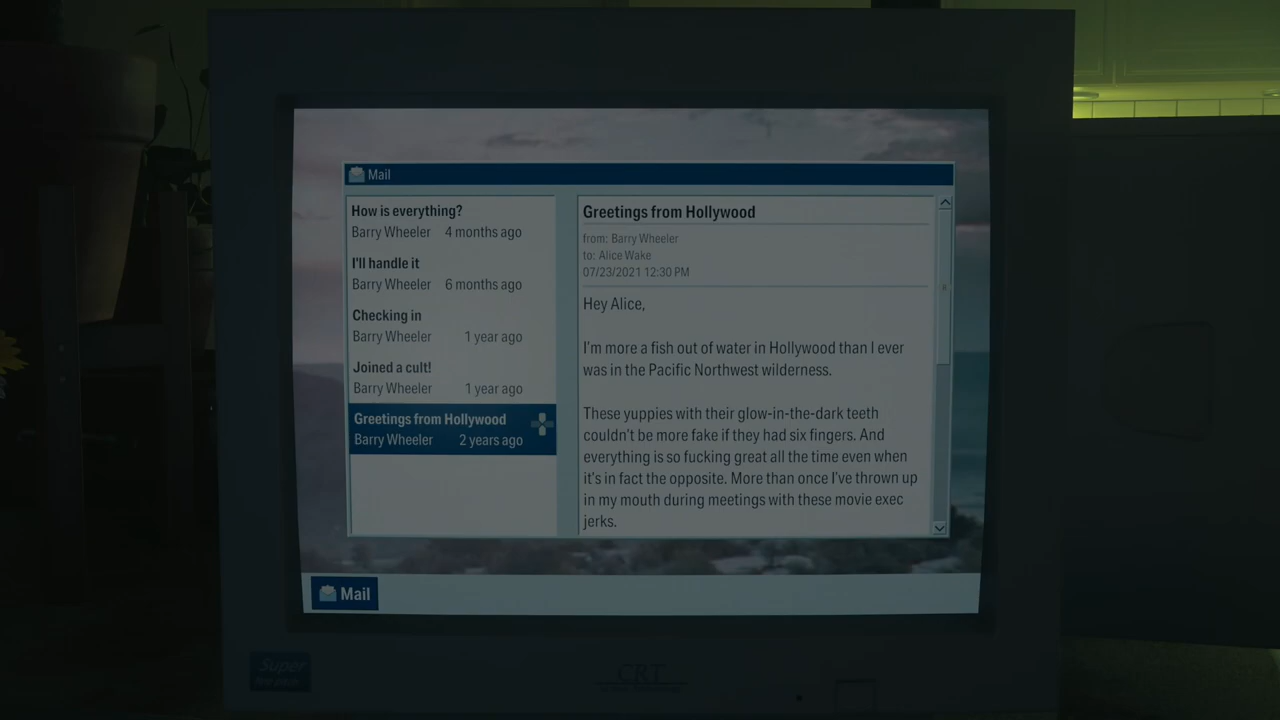 Mail
How is everything?
Barry Wheeler 4 months ago
I'll handle it
Barry Wheeler 6 months ago
Checking in
Barry Wheeler 1 year ago
Joined a cult!
Barry Wheeler 1 year ago
Greetings from Hollywood
Barry Wheeler 2 years ago
Greetings from Hollywood
from: Barry Wheeler
to: Alice Wake
07/23/2021 12:30 PM
Hey Alice,
I'm more a fish out of water in Hollywood than I ever
was in the Pacific Northwest wilderness.
These yuppies with their glow-in-the-dark teeth
couldn't be more fake if they had six fingers. And
everything is so fucking great all the time even when
it's in fact the opposite. More than once I've thrown up
in my mouth during meetings with these movie exec
jerks.
Mail
Super
CRT